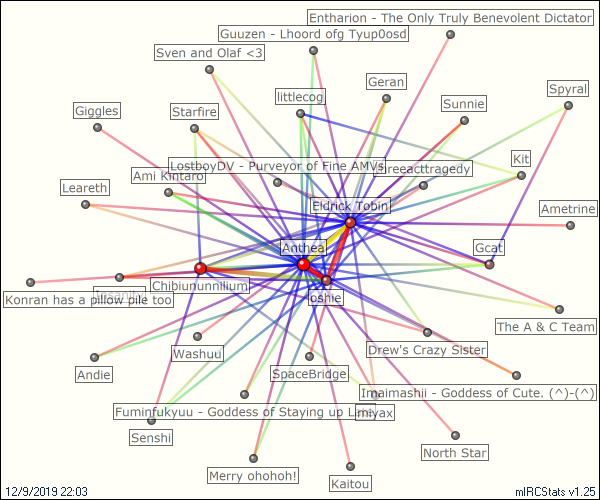 Entharion - The Only Truly Benevolent Dictator
Guuzen - Lhoord ofg Tyup0osd
Sven and Olaf <3
Geran
Spyral
littlecog
Sunnie
Giggles
Starfire
Kit
LostboyDV - Purveyor of Fine AMVs
threeacttragedy
Ami Kintaro
Leareth
Eldrick Tobin
Ametrine
Anthea
Gcat
Chibiununnilium
Konran has a pillow pile too
oshie
The A & C Team
Washuu
Drew's Crazy Sister
Andie
SpaceBridge
Imaimashii - Goddess of Cute. (^)-(^)
Fuminfukyuu - Goddess of Staying up Late
miyax
Senshi
North Star
Merry ohohoh!
Kaitou
12/9/2019 22:03
mIRCStats v1.25